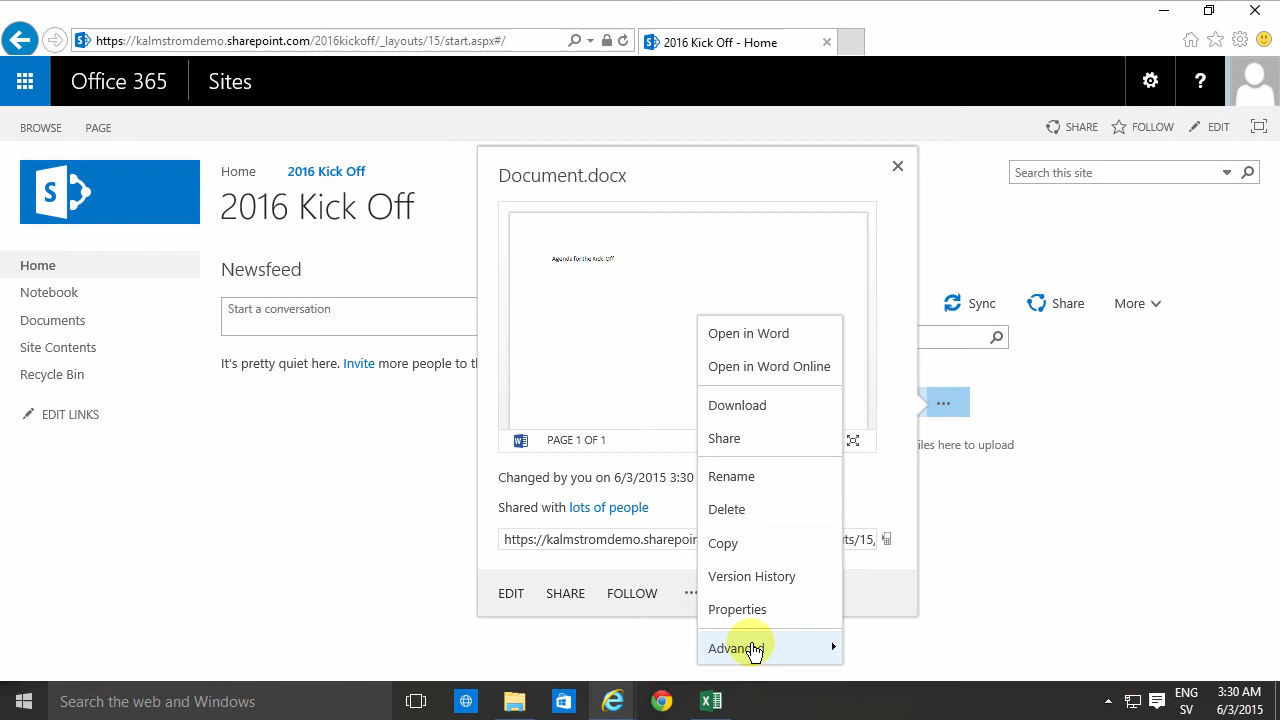 https://kalmstromdemo.sharepoint.com/2016kickoff/_layouts/15/start.aspx#/
2016 Kick Off - Home
Office 365
Sites
?
BROWSE
PAGE
SHARE
FOLLOW
EDIT
S
Home
2016 Kick Off
2016 Kick Off
Search this site
Home
Notebook
Documents
Site Contents
Recycle Bin
EDIT LINKS
Newsfeed
Start a conversation
It's pretty quiet here. Invite more people to th
Sync
Share
More
...
iles here to upload
Document.docx
Agenda for the Kick-Off
PAGE 1 OF 1
Changed by you on 6/3/2015 3:30
Shared with lots of people
https://kalmstromdemo.sharepoin
uts/15,
EDIT
SHARE
FOLLOW
...
Open in Word
Open in Word Online
Download
Share
Rename
Delete
Copy
Version History
Properties
Advanced
Search the web and Windows
ENG
SV
3:30 AM
6/3/2015